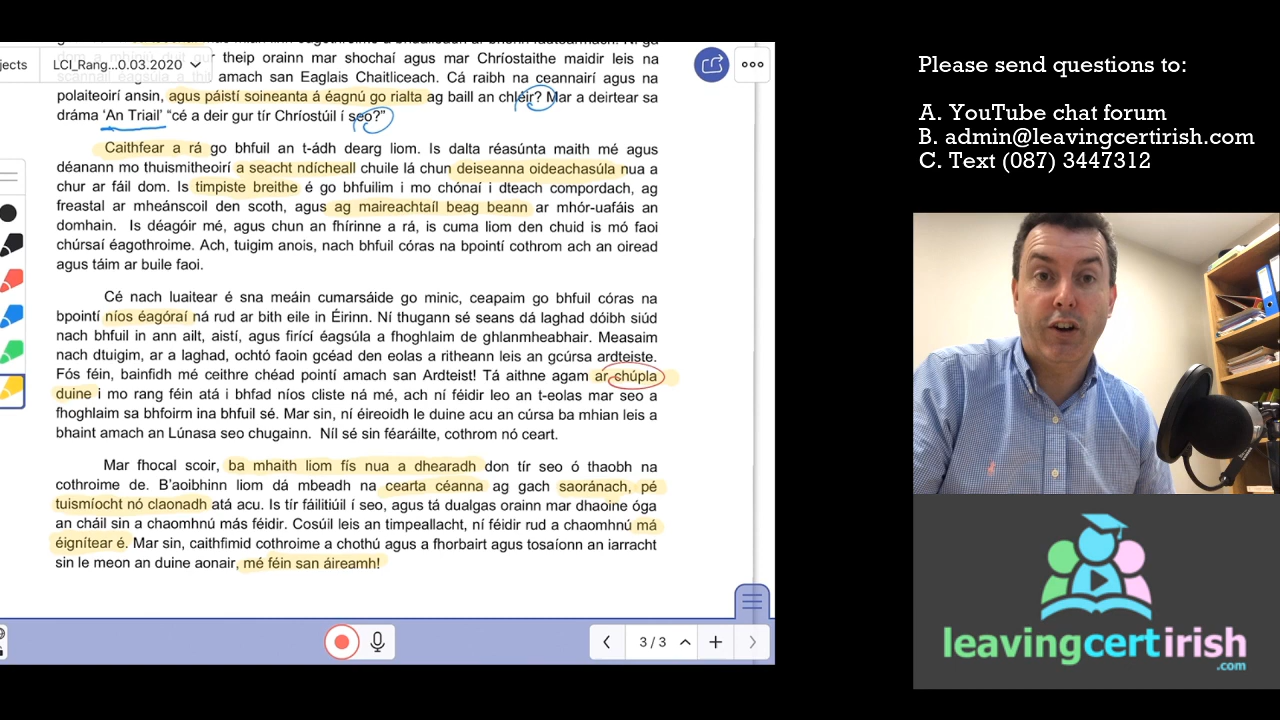 jects LCI_Rang...0.03.2020
theip orainn mar shochaí agus mar Chríostaithe maidir leis na
amach san Eaglais Chaitliceach. Cá raibh na ceannairí agus na
polaiteoirí ansin, agus páistí soineanta á éagnú go rialta ag baill an chléir? Mar a deirtear sa
dráma ‘An Triail’ “cé a deir gur tír Chríostúil í seo?”
Caithfear a rá go bhfuil an t-ádh dearg liom. Is dalta réasúnta maith mé agus
déanann mo thuismitheoirí a seacht ndícheall chuile lá chun deiseanna oideachasúla nua a
chur ar fáil dom. Is timpiste breithe é go bhfuilim i mo chónaí i dteach compordach, ag
freastal ar mheánscoil den scoth, agus ag maireachtaíl beag beann ar mhór-uafáis an
domhain. Is déagóir mé, agus chun an fhírinne a rá, is cuma liom den chuid is mó faoi
chúrsaí éagothroime. Ach, tuigim anois, nach bhfuil córas na bpointí cothrom ach an oiread
agus táim ar buile faoi.
Cé nach luaitear é sna meáin cumarsáide go minic, ceapaim go bhfuil córas na
bpointí níos éagóraí ná rud ar bith eile in Éirinn. Ní thugann sé seans dá laghad dóibh siúd
nach bhfuil in ann ailt, aistí, agus firicí éagsúla a fhoghlaim de ghlanmheabhair. Measaim
nach dtuigim, ar a laghad, ochtó faoin gcéad den eolas a ritheann leis an gcúrsa ardteiste.
Fós féin, bainfidh mé ceithre chéad pointí amach san Ardteist! Tá aithne agam ar chúpla
duine i mo rang féin atá i bhfad níos cliste ná mé, ach ní féidir leo an t-eolas mar seo a
fhoghlaim sa bhfoirm ina bhfuil sé. Mar sin, ní éireoidh le duine acu an cúrsa ba mhian leis a
bhaint amach an Lúnasa seo chugainn. Níl sé sin féaráilte, cothrom nó ceart.
Mar fhocal scoir, ba mhaith liom fís nua a dhearadh don tír seo ó thaobh na
cothroime de. B’aoibhinn liom dá mbeadh na cearta céanna ag gach saoránach, pé
tuismíocht nó claonadh atá acu. Is tír fáilitiúil í seo, agus tá dualgas orainn mar dhaoine óga
an cháil sin a chaomhnú más féidir. Cosúil leis an timpeallacht, ní féidir rud a chaomhnú má
éignítear é. Mar sin, caithfimid cothroime a chothú agus a fhorbairt agus tosaíonn an iarracht
sin le meon an duine aonair, mé féin san áireamh!
3 / 3
Please send questions to:
A. YouTube chat forum
B. admin@leavingcertirish.com
C. Text (087) 3447312
leavingcertirish
.com